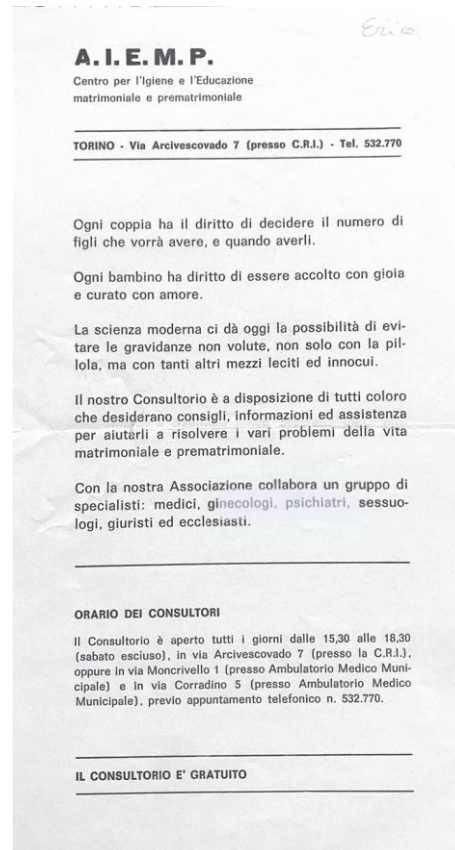 Erica
A.I.E.M.P.
Centro per l'Igiene e l'Educazione
matrimoniale e prematrimoniale
TORINO - Via Arcivescovado 7 (presso C.R.I.) - Tel. 532.770
Ogni coppia ha il diritto di decidere il numero di
figli che vorrà avere, e quando averli.
Ogni bambino ha diritto di essere accolto con gioia
e curato con amore.
La scienza moderna ci dà oggi la possibilità di evi-
tare le gravidanze non volute, non solo con la pil-
lola, ma con tanti altri mezzi leciti ed innocui.
Il nostro Consultorio è a disposizione di tutti coloro
che desiderano consigli, informazioni ed assistenza
per aiutarli a risolvere i vari problemi della vita
matrimoniale e prematrimoniale.
Con la nostra Associazione collabora un gruppo di
specialisti: medici, ginecologi, psichiatri, sessuo-
logi, giuristi ed ecclesiasti.
ORARIO DEI CONSULTORI
Il Consultorio è aperto tutti i giorni dalle 15,30 alle 18,30
(sabato escluso), in via Arcivescovado 7 (presso la C.R.I.),
oppure in via Moncrivello 1 (presso Ambulatorio Medico Muni-
cipale) e in via Corradino 5 (presso Ambulatorio Medico
Municipale), previo appuntamento telefonico n. 532.770.
IL CONSULTORIO E' GRATUITO